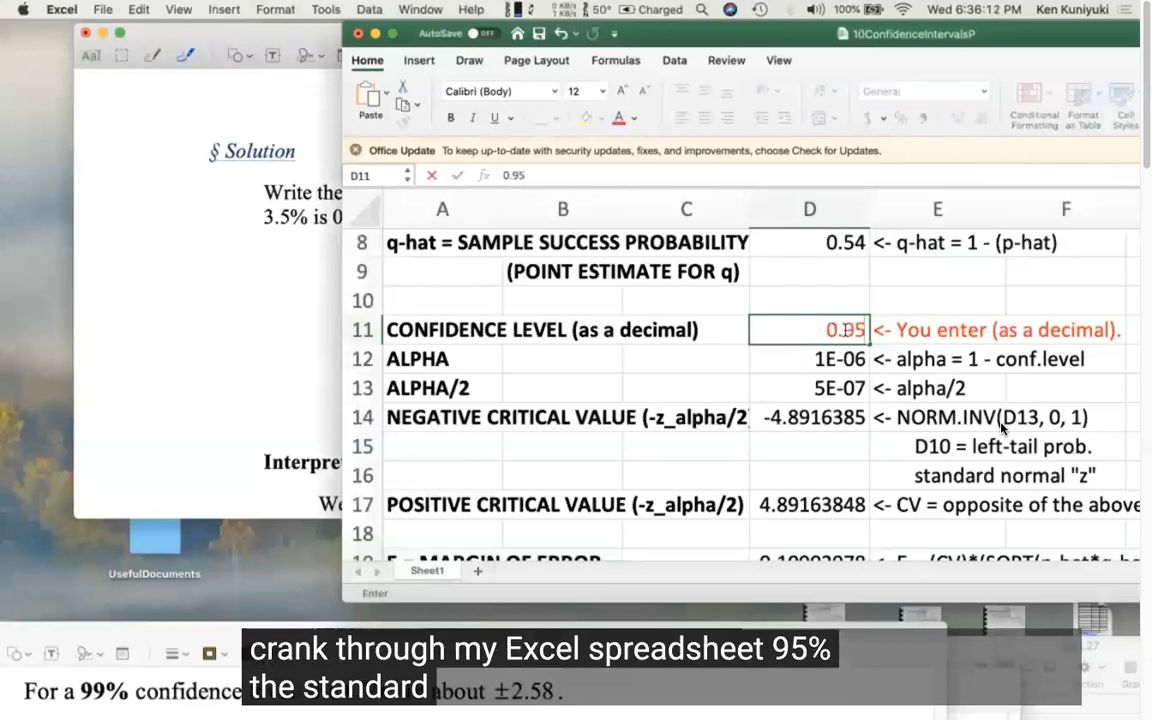 Excel File Edit View Insert Format Tools Data Window Help 50° Charged 100% Wed 6:36:12 PM Ken Kuniyuki
AutoSave OFF 10ConfidenceIntervalsP
Home Insert Draw Page Layout Formulas Data Review View
Paste Calibri (Body) 12 General Conditional Formatting Format as Table Cell Styles
B I U
Office Update To keep up-to-date with security updates, fixes, and improvements, choose Check for Updates.
D11 fx 0.95
A B C D E F
8 q-hat = SAMPLE SUCCESS PROBABILITY 0.54 <- q-hat = 1 - (p-hat)
9 (POINT ESTIMATE FOR q)
10
11 CONFIDENCE LEVEL (as a decimal) 0.95 <- You enter (as a decimal).
12 ALPHA 1E-06 <- alpha = 1 - conf.level
13 ALPHA/2 5E-07 <- alpha/2
14 NEGATIVE CRITICAL VALUE (-z_alpha/2 -4.8916385 <- NORM.INV(D13, 0, 1)
15 D10 = left-tail prob.
16 standard normal "z"
17 POSITIVE CRITICAL VALUE (-z_alpha/2) 4.89163848 <- CV = opposite of the above
18
Sheet1
Enter
§ Solution
Write the
3.5% is 0
Interpre
We
UsefulDocuments
crank through my Excel spreadsheet 95%
the standard
For a 99% confidence about ±2.58.